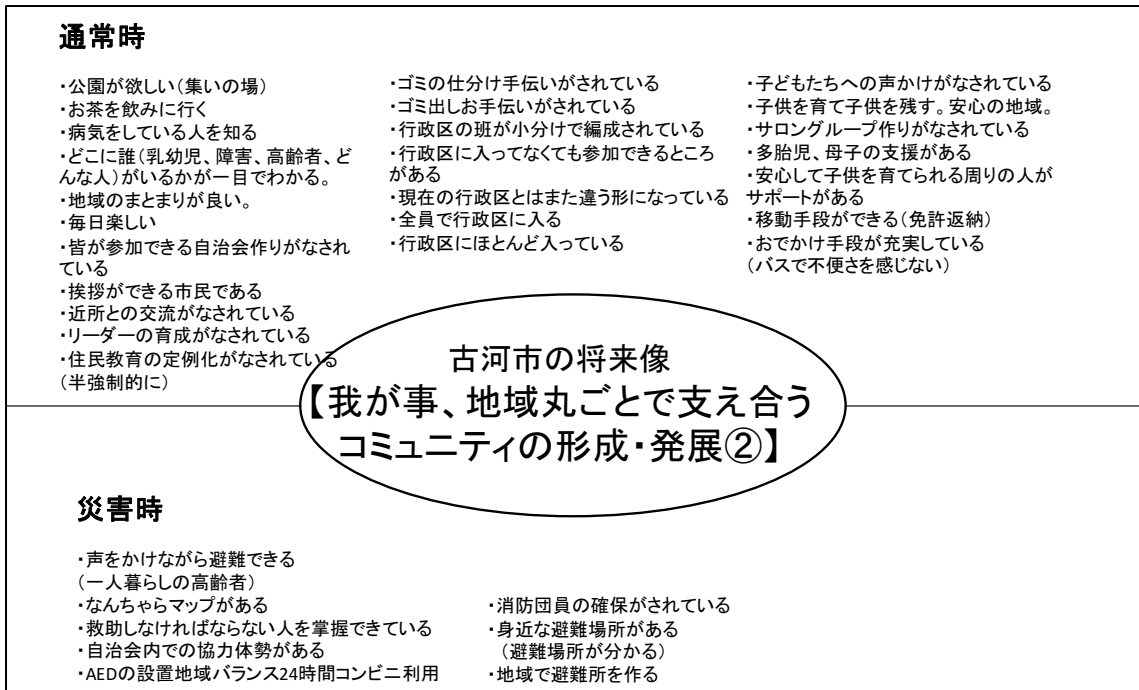 通常時
・公園が欲しい(集いの場)
・お茶を飲みに行く
・病気をしている人を知る
・どこに誰(乳幼児、障害、高齢者、ど
んな人)がいるかが一目でわかる。
・地域のまとまりが良い。
・毎日楽しい
・皆が参加できる自治会作りがなされ
ている
・挨拶ができる市民である
・近所との交流がなされている
・リーダーの育成がなされている
・住民教育の定例化がなされている
(半強制的に)
・ゴミの仕分け手伝いがされている
・ゴミ出しお手伝いがされている
・行政区の班が小分けで編成されている
・行政区に入ってなくても参加できるところ
がある
・現在の行政区とはまた違う形になっている
・全員で行政区に入る
・行政区にほとんど入っている
・子どもたちへの声かけがなされている
・子供を育て子供を残す。安心の地域。
・サロングループ作りがなされている
・多胎児、母子の支援がある
・安心して子供を育てられる周りの人が
サポートがある
・移動手段ができる(免許返納)
・おでかけ手段が充実している
(バスで不便さを感じない)
古河市の将来像
【我が事、地域丸ごとで支え合う
コミュニティの形成・発展②】
災害時
・声をかけながら避難できる
(一人暮らしの高齢者)
・なんちゃらマップがある
・救助しなければならない人を掌握できている
・自治会内での協力体勢がある
・AEDの設置地域バランス24時間コンビニ利用
・消防団員の確保がされている
・身近な避難場所がある
(避難場所が分かる)
・地域で避難所を作る